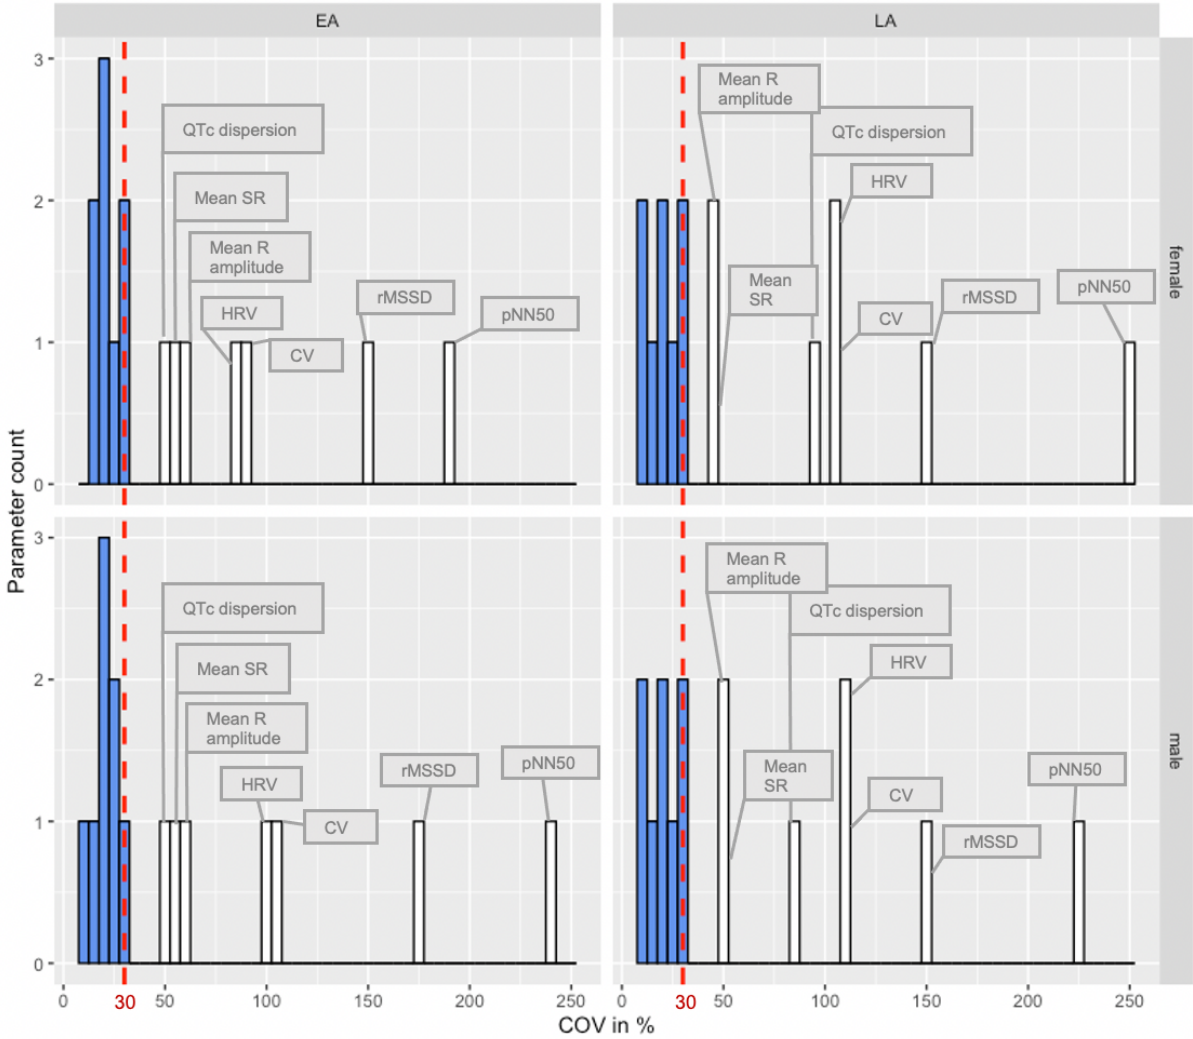 EA
LA
3
QTc dispersion
Mean SR
Mean R
amplitude
HRV
CV
rMSSD
pNN50
Mean R
amplitude
QTc dispersion
HRV
Mean
SR
CV
rMSSD
pNN50
female
2
1
0
Parameter count
3
QTc dispersion
Mean SR
Mean R
amplitude
HRV
CV
rMSSD
pNN50
Mean R
amplitude
QTc dispersion
HRV
Mean
SR
CV
rMSSD
pNN50
male
2
1
0
0
30
50
100
150
200
250
0
30
50
100
150
200
250
COV in %